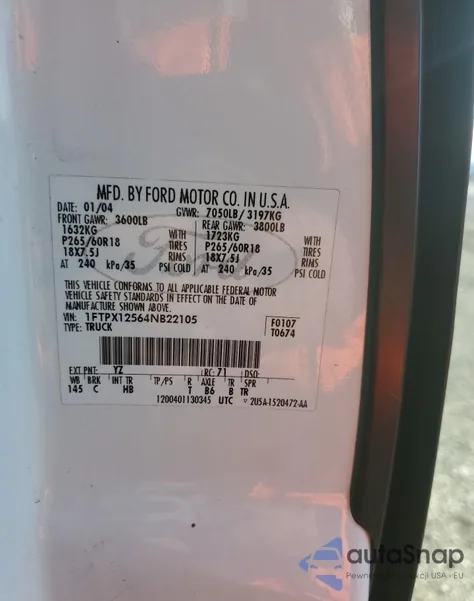 MFD. BY FORD MOTOR CO. IN U.S.A.
DATE: 01/04 GVWR: 7050LB/ 3197KG
FRONT GAWR: 3600LB REAR GAWR: 3800LB
1632KG WITH 1723KG WITH
P265/60R18 TIRES P265/60R18 TIRES
18X7.5J RIMS 18X7.5J RIMS
AT 240 kPa/35 PSI COLD AT 240 kPa/35 PSI COLD
THIS VEHICLE CONFORMS TO ALL APPLICABLE FEDERAL MOTOR
VEHICLE SAFETY STANDARDS IN EFFECT ON THE DATE OF
MANUFACTURE SHOWN ABOVE.
VIN: 1FTPX12564NB22105 F0107
TYPE: TRUCK T0674
EXT PNT: YZ RC: 71 DSO:
WB BRK INT TR TP/PS R AXLE TR SPR
145 C HB T B6 B TR
1200401130345 UTC 2U5A-1520472-AA
Ford
autoSnap
USA - EU